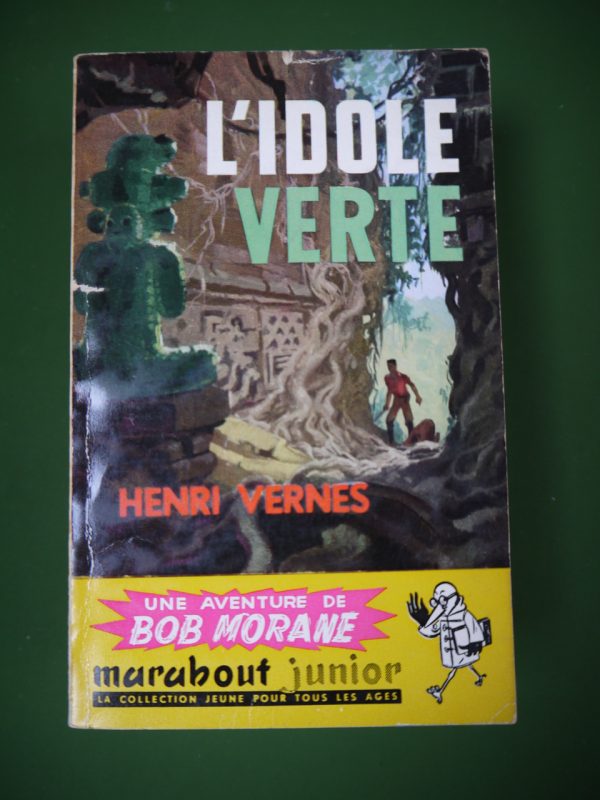 L'IDOLE
VERTE
HENRI VERNES
UNE AVENTURE DE
BOB MORANE
marabout junior
LA COLLECTION JEUNE POUR TOUS LES AGES